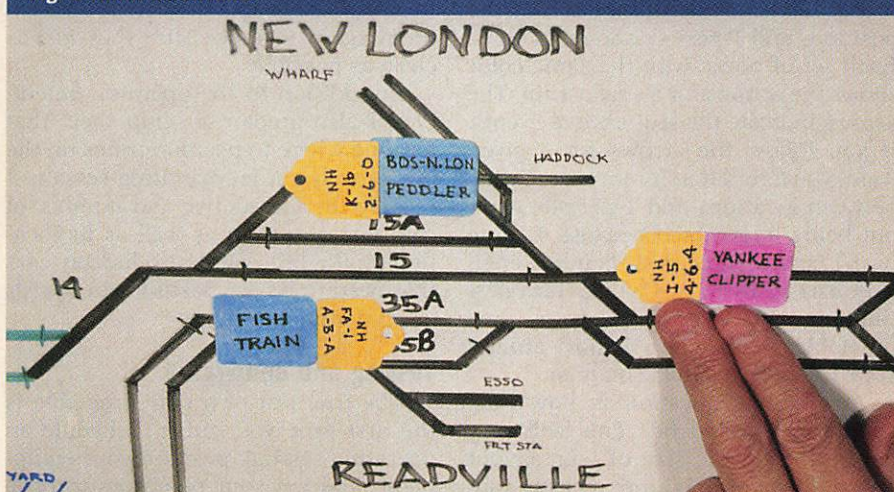 NEW LONDON
WHARF
HADDOCK
NH
K-1b
2-6-0
BOS-N.LON
PEDDLER
15A
15
14
NH
I-5
4-6-4
YANKEE
CLIPPER
35A
FISH
TRAIN
A-B-A
FA-1
NH
35B
ESSO
FRT STA
READVILLE
YARD